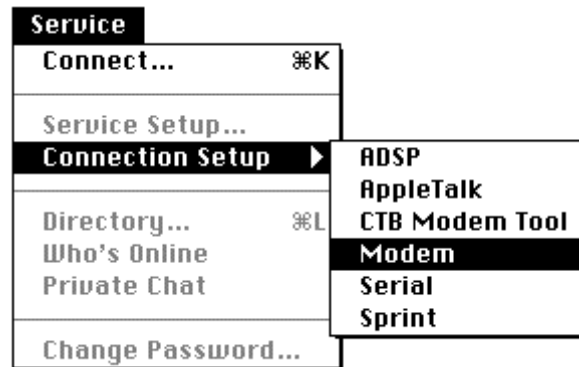 Service
Connect... ⌘K
Service Setup...
Connection Setup ▶
ADSP
AppleTalk
CTB Modem Tool
Modem
Serial
Sprint
Directory... ⌘L
Who's Online
Private Chat
Change Password...